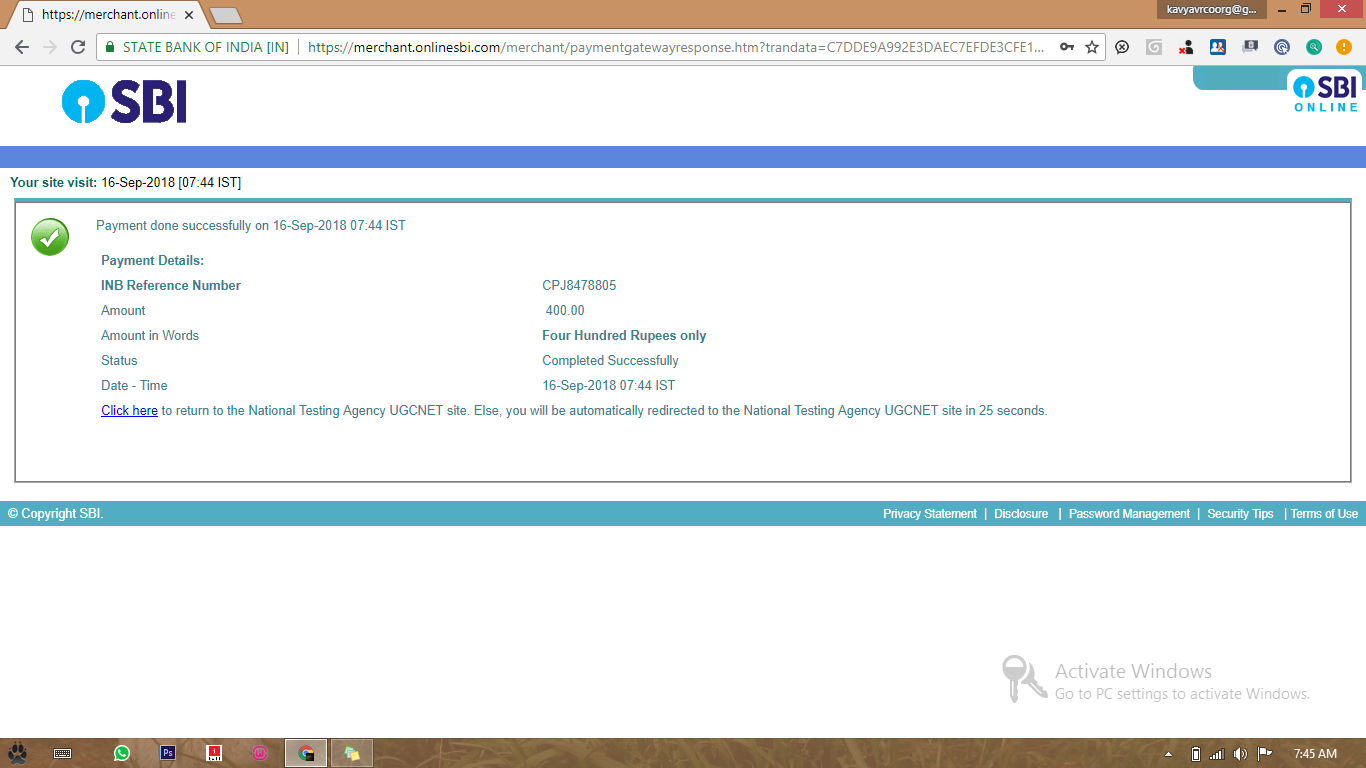 https://merchant.online
kavyavrcoorg@g...
STATE BANK OF INDIA [IN]
https://merchant.onlinesbi.com/merchant/paymentgatewayresponse.htm?trandata=C7DDE9A992E3DAEC7EFDE3CFE1...
SBI
SBI
ONLINE
Your site visit: 16-Sep-2018 [07:44 IST]
Payment done successfully on 16-Sep-2018 07:44 IST
Payment Details:
INB Reference Number CPJ8478805
Amount 400.00
Amount in Words Four Hundred Rupees only
Status Completed Successfully
Date - Time 16-Sep-2018 07:44 IST
Click here to return to the National Testing Agency UGCNET site. Else, you will be automatically redirected to the National Testing Agency UGCNET site in 25 seconds.
© Copyright SBI. Privacy Statement | Disclosure | Password Management | Security Tips | Terms of Use
Activate Windows
Go to PC settings to activate Windows.
Ps
7:45 AM